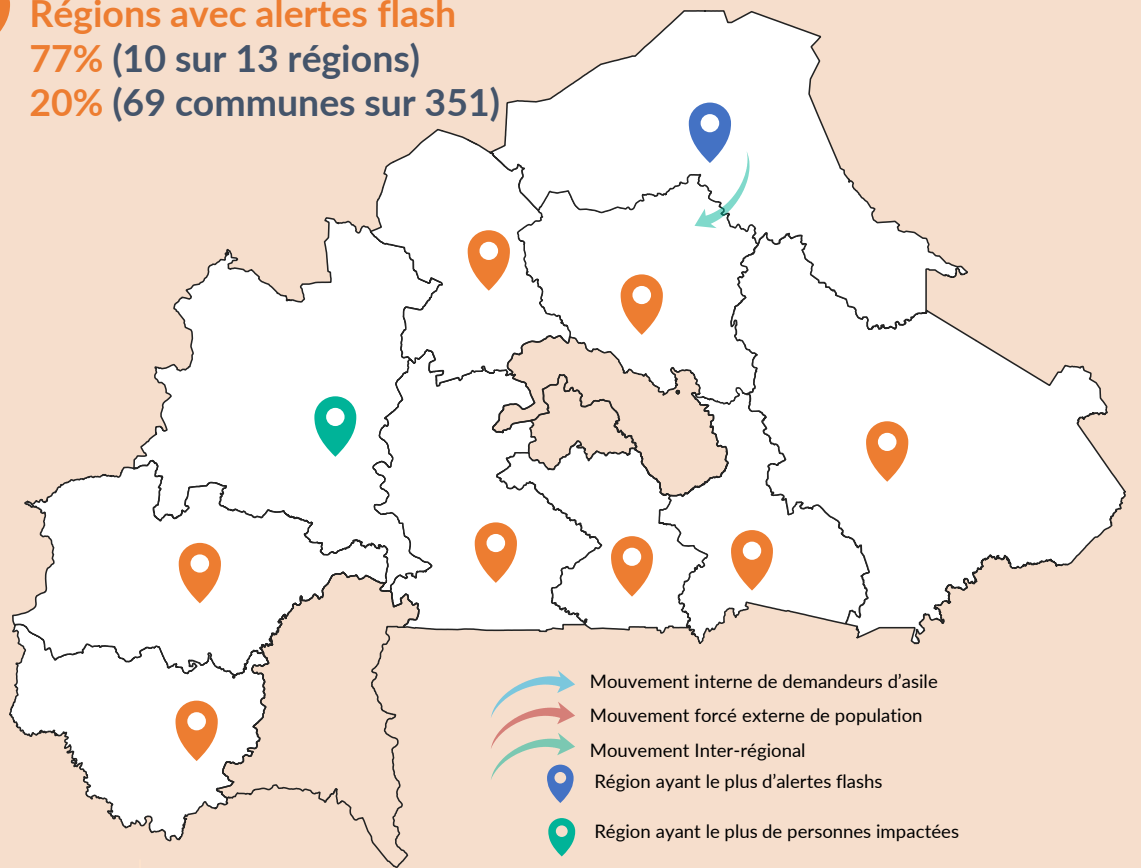 Régions avec alertes flash
77% (10 sur 13 régions)
20% (69 communes sur 351)
Mouvement interne de demandeurs d'asile
Mouvement forcé externe de population
Mouvement Inter-régional
Région ayant le plus d'alertes flashs
Région ayant le plus de personnes impactées